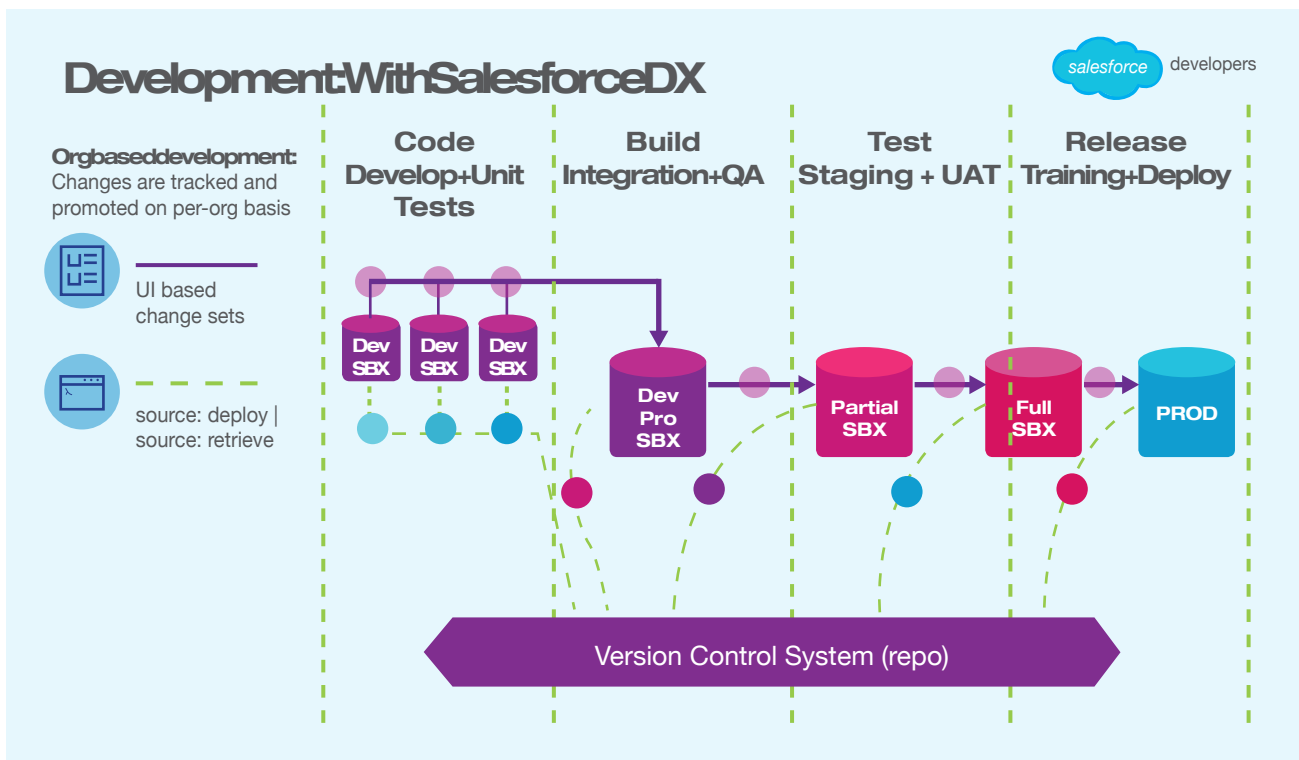 Development:WithSalesforceDX
salesforce developers
Orgbaseddevelopment:
Changes are tracked and
promoted on per-org basis
UI based
change sets
source: deploy |
source: retrieve
Code
Develop+Unit
Tests
Build
Integration+QA
Test
Staging + UAT
Release
Training+Deploy
Dev
SBX
Dev
SBX
Dev
SBX
Dev
Pro
SBX
Partial
SBX
Full
SBX
PROD
Version Control System (repo)